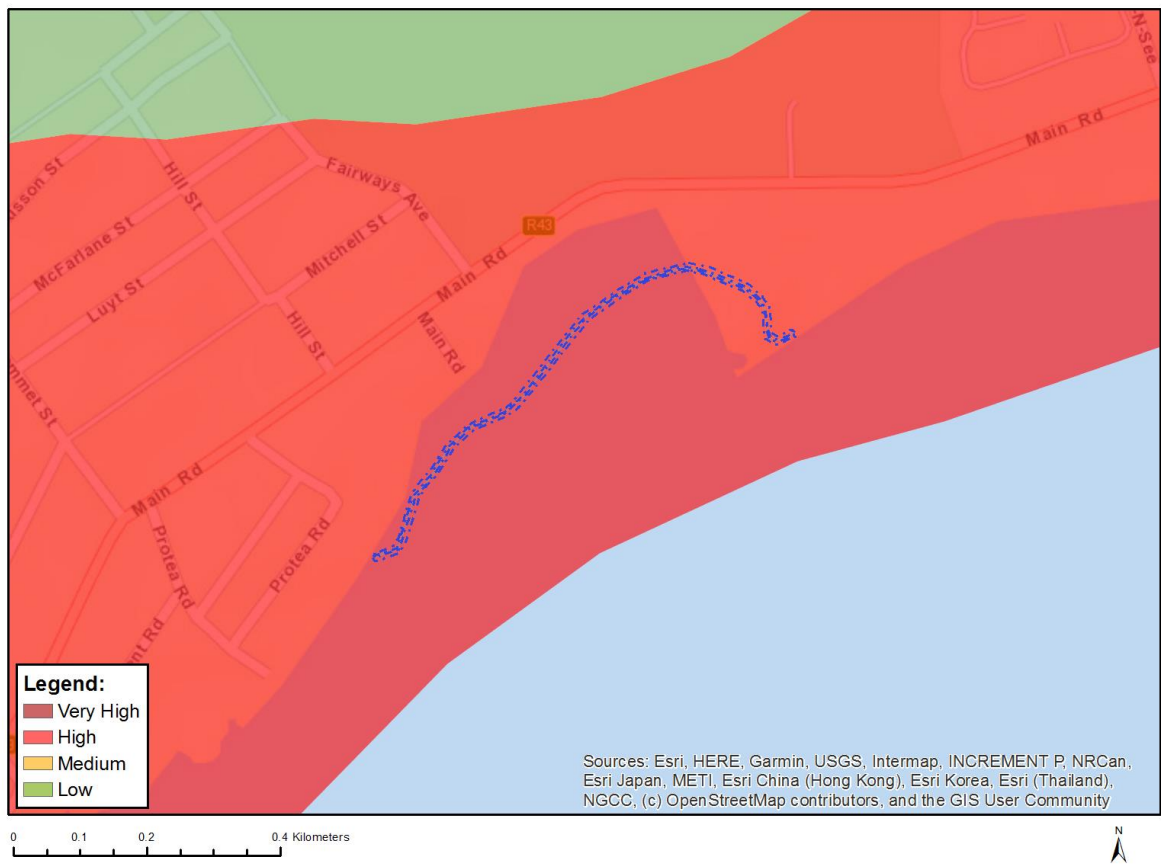 -N-See
Main Rd
Hill St
Fairways Ave
McFarlane St
Mitchell St
R43
Luyt St
Main Rd
Hill St
Main Rd
Main Rd
Protea Rd
Protea Rd
Legend:
Very High
High
Medium
Low
Sources: Esri, HERE, Garmin, USGS, Intermap, INCREMENT P, NRCan,
Esri Japan, METI, Esri China (Hong Kong), Esri Korea, Esri (Thailand),
NGCC, (c) OpenStreetMap contributors, and the GIS User Community
0 0.1 0.2 0.4 Kilometers
N